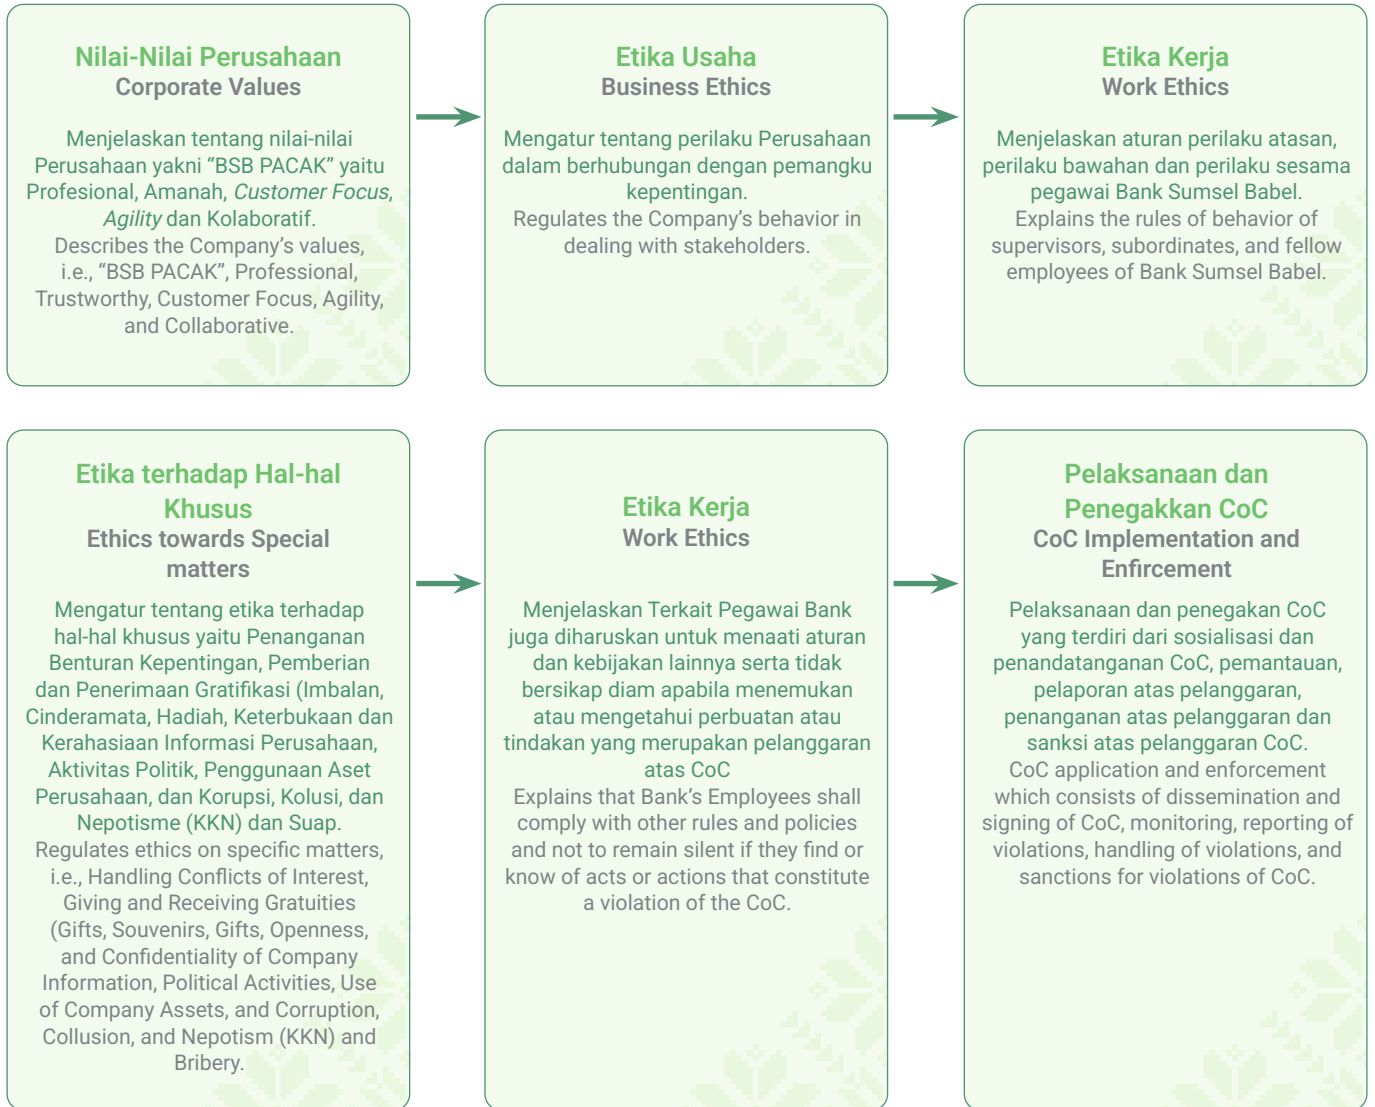 Nilai-Nilai Perusahaan
Corporate Values
Menjelaskan tentang nilai-nilai
Perusahaan yakni “BSB PACAK” yaitu
Profesional, Amanah, Customer Focus,
Agility dan Kolaboratif.
Describes the Company’s values,
i.e., “BSB PACAK”, Professional,
Trustworthy, Customer Focus, Agility,
and Collaborative.
Etika Usaha
Business Ethics
Mengatur tentang perilaku Perusahaan
dalam berhubungan dengan pemangku
kepentingan.
Regulates the Company’s behavior in
dealing with stakeholders.
Etika Kerja
Work Ethics
Menjelaskan aturan perilaku atasan,
perilaku bawahan dan perilaku sesama
pegawai Bank Sumsel Babel.
Explains the rules of behavior of
supervisors, subordinates, and fellow
employees of Bank Sumsel Babel.
Etika terhadap Hal-hal
Khusus
Ethics towards Special
matters
Mengatur tentang etika terhadap
hal-hal khusus yaitu Penanganan
Benturan Kepentingan, Pemberian
dan Penerimaan Gratifikasi (Imbalan,
Cinderamata, Hadiah, Keterbukaan dan
Kerahasiaan Informasi Perusahaan,
Aktivitas Politik, Penggunaan Aset
Perusahaan, dan Korupsi, Kolusi, dan
Nepotisme (KKN) dan Suap.
Regulates ethics on specific matters,
i.e., Handling Conflicts of Interest,
Giving and Receiving Gratuities
(Gifts, Souvenirs, Gifts, Openness,
and Confidentiality of Company
Information, Political Activities, Use
of Company Assets, and Corruption,
Collusion, and Nepotism (KKN) and
Bribery.
Etika Kerja
Work Ethics
Menjelaskan Terkait Pegawai Bank
juga diharuskan untuk menaati aturan
dan kebijakan lainnya serta tidak
bersikap diam apabila menemukan
atau mengetahui perbuatan atau
tindakan yang merupakan pelanggaran
atas CoC
Explains that Bank’s Employees shall
comply with other rules and policies
and not to remain silent if they find or
know of acts or actions that constitute
a violation of the CoC.
Pelaksanaan dan
Penegakkan CoC
CoC Implementation and
Enfircement
Pelaksanaan dan penegakan CoC
yang terdiri dari sosialisasi dan
penandatanganan CoC, pemantauan,
pelaporan atas pelanggaran,
penanganan atas pelanggaran dan
sanksi atas pelanggaran CoC.
CoC application and enforcement
which consists of dissemination and
signing of CoC, monitoring, reporting of
violations, handling of violations, and
sanctions for violations of CoC.